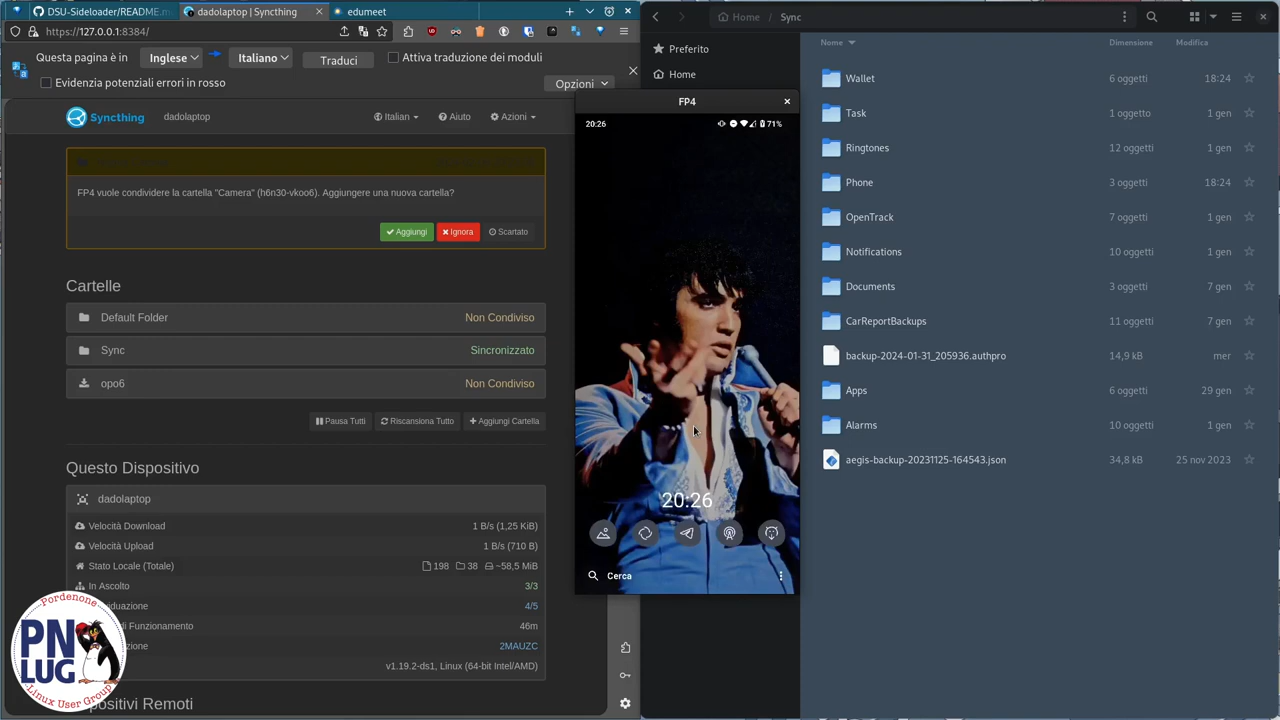 DSU-Sideloader/README.m
dadolaptop | Syncthing
edumeet
https://127.0.0.1:8384/
Questa pagina è in
Inglese
Italiano
Traduci
Attiva traduzione dei moduli
Evidenzia potenziali errori in rosso
Opzioni
Syncthing
dadolaptop
Italian
Aiuto
Azioni
FP4 vuole condividere la cartella "Camera" (h6n30-vkoo6). Aggiungere una nuova cartella?
Aggiungi
Ignora
Scartato
Cartelle
Default Folder
Non Condiviso
Sync
Sincronizzato
opo6
Non Condiviso
Pausa Tutti
Riscansiona Tutto
Aggiungi Cartella
Questo Dispositivo
dadolaptop
Velocità Download
1 B/s (1,25 KiB)
Velocità Upload
1 B/s (710 B)
Stato Locale (Totale)
198
38
~58,5 MiB
In Ascolto
3/3
viduazione
4/5
di Funzionamento
46m
zione
2MAUZC
v1.19.2-ds1, Linux (64-bit Intel/AMD)
positivi Remoti
Pordenone
PN
LUG
Linux User Group
FP4
20:26
71%
20:26
Cerca
Home
Sync
Preferito
Home
Nome
Dimensione
Modifica
Wallet
6 oggetti
18:24
Task
1 oggetto
1 gen
Ringtones
12 oggetti
1 gen
Phone
3 oggetti
18:24
OpenTrack
7 oggetti
1 gen
Notifications
10 oggetti
1 gen
Documents
3 oggetti
7 gen
CarReportBackups
11 oggetti
7 gen
backup-2024-01-31_205936.authpro
14,9 kB
mer
Apps
6 oggetti
29 gen
Alarms
10 oggetti
1 gen
aegis-backup-20231125-164543.json
34,8 kB
25 nov 2023